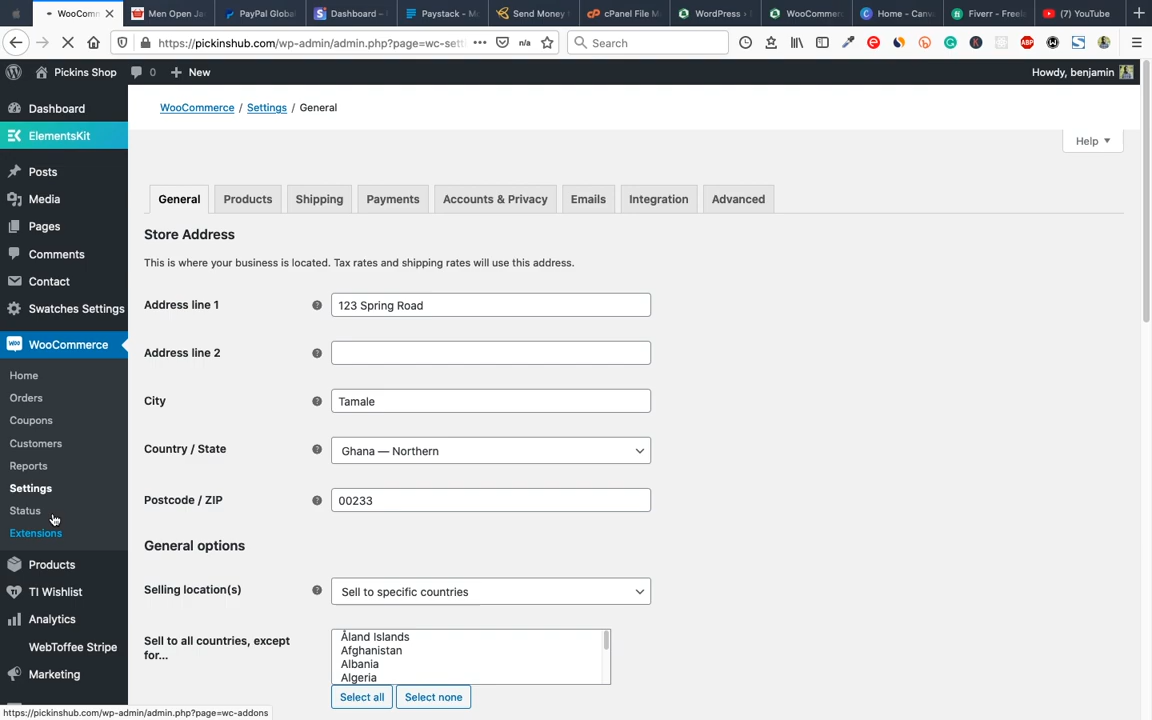 WooComm
Men Open Ja
PayPal Global
Dashboard –
Paystack - M
Send Money
cPanel File M
WordPress ›
WooCommer
Home - Canv
Fiverr - Freel
(7) YouTube
https://pickinshub.com/wp-admin/admin.php?page=wc-sett
Search
Pickins Shop 0 New Howdy, benjamin
Dashboard
ElementsKit
Posts
Media
Pages
Comments
Contact
Swatches Settings
WooCommerce
Home
Orders
Coupons
Customers
Reports
Settings
Status
Extensions
Products
TI Wishlist
Analytics
WebToffee Stripe
Marketing
https://pickinshub.com/wp-admin/admin.php?page=wc-addons
WooCommerce / Settings / General
Help
General Products Shipping Payments Accounts & Privacy Emails Integration Advanced
Store Address
This is where your business is located. Tax rates and shipping rates will use this address.
Address line 1 123 Spring Road
Address line 2
City Tamale
Country / State Ghana — Northern
Postcode / ZIP 00233
General options
Selling location(s) Sell to specific countries
Sell to all countries, except
for...
Åland Islands
Afghanistan
Albania
Algeria
Select all Select none